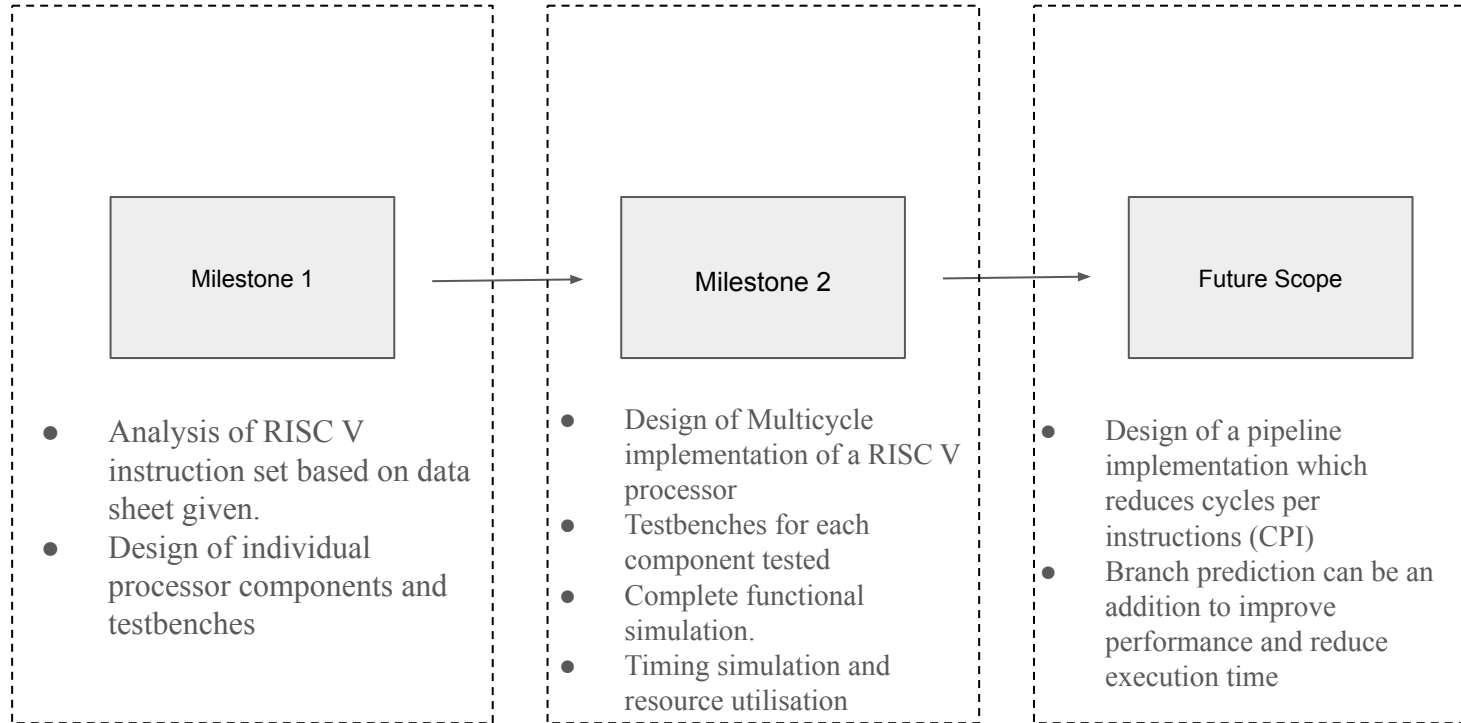 Milestone 1
● Analysis of RISC V
instruction set based on data
sheet given.
● Design of individual
processor components and
testbenches
Milestone 2
● Design of Multicycle
implementation of a RISC V
processor
● Testbenches for each
component tested
● Complete functional
simulation.
● Timing simulation and
resource utilisation
Future Scope
● Design of a pipeline
implementation which
reduces cycles per
instructions (CPI)
● Branch prediction can be an
addition to improve
performance and reduce
execution time